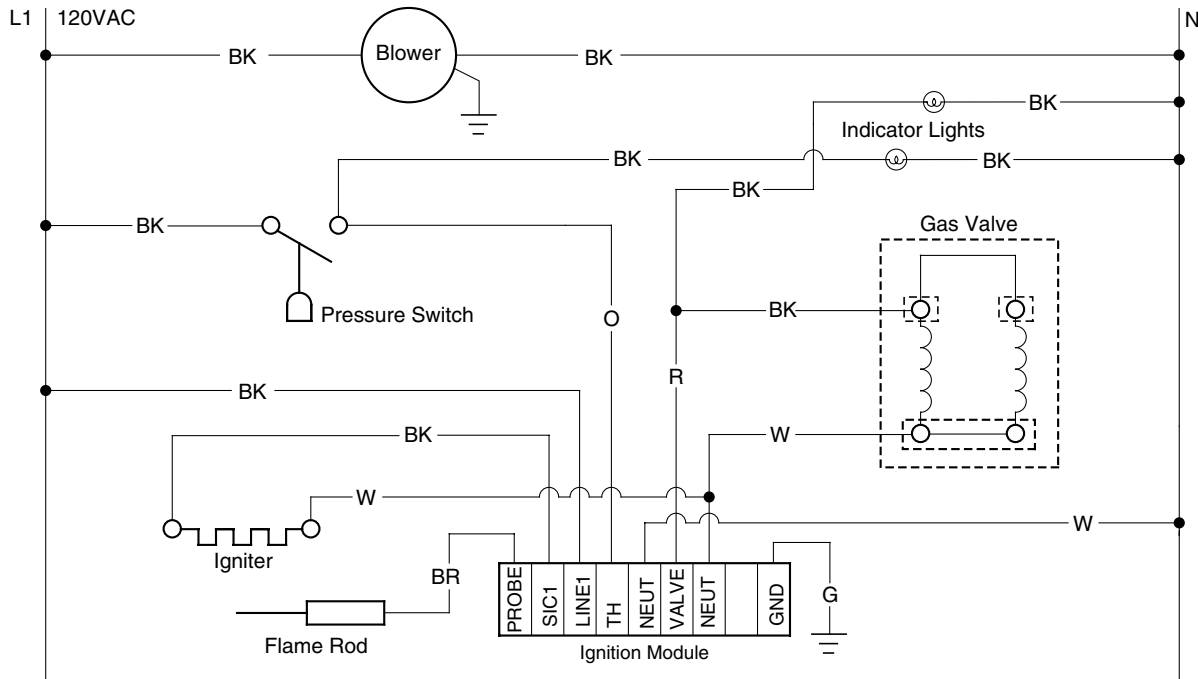 L1 120VAC N
BK Blower BK
BK
Indicator Lights
BK BK
BK
BK
Gas Valve
Pressure Switch
O BK
R
BK
BK W
W
W
Igniter
BR
PROBE SIC1 LINE1 TH NEUT VALVE NEUT GND
G
Flame Rod
Ignition Module